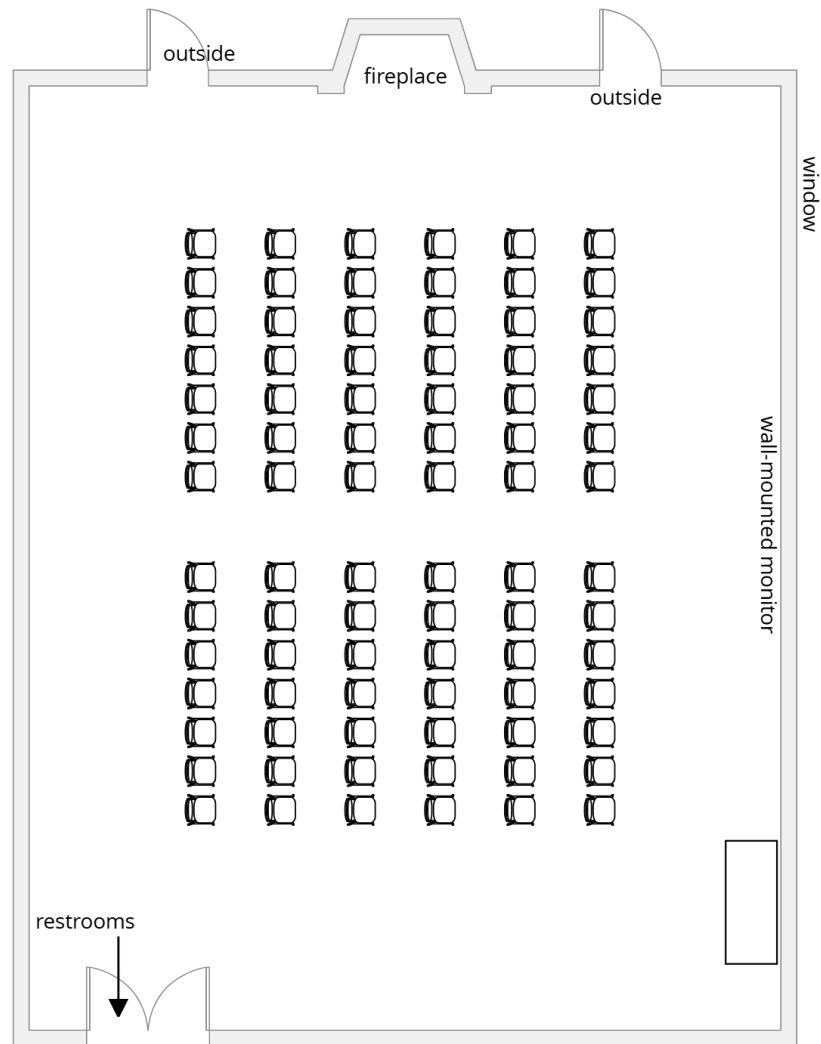 outside
fireplace
outside
window
wall-mounted monitor
restrooms